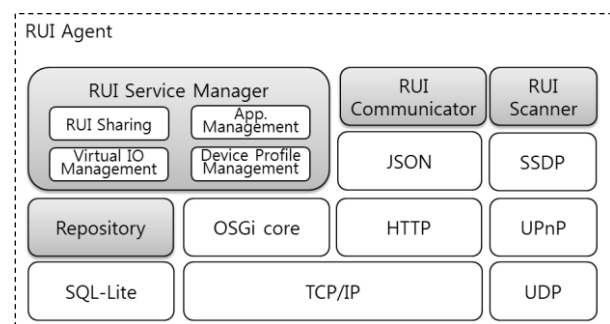 RUI Agent
RUI Service Manager
RUI Sharing
App.
Management
Virtual IO
Management
Device Profile
Management
RUI
Communicator
RUI
Scanner
JSON
SSDP
Repository
OSGi core
HTTP
UPnP
SQL-Lite
TCP/IP
UDP